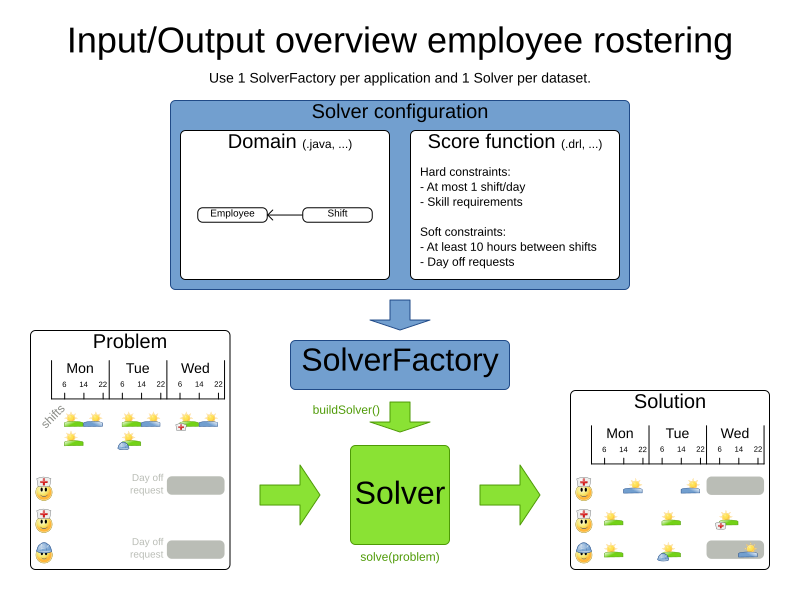 Input/Output overview employee rostering
Use 1 SolverFactory per application and 1 Solver per dataset.
Solver configuration
Domain (.java, ...)
Employee
Shift
Score function (.drl, ...)
Hard constraints:
- At most 1 shift/day
- Skill requirements
Soft constraints:
- At least 10 hours between shifts
- Day off requests
SolverFactory
buildSolver()
Problem
Mon Tue Wed
6 14 22 6 14 22 6 14 22
shifts
Day off
request
Day off
request
Solver
solve(problem)
Solution
Mon Tue Wed
6 14 22 6 14 22 6 14 22